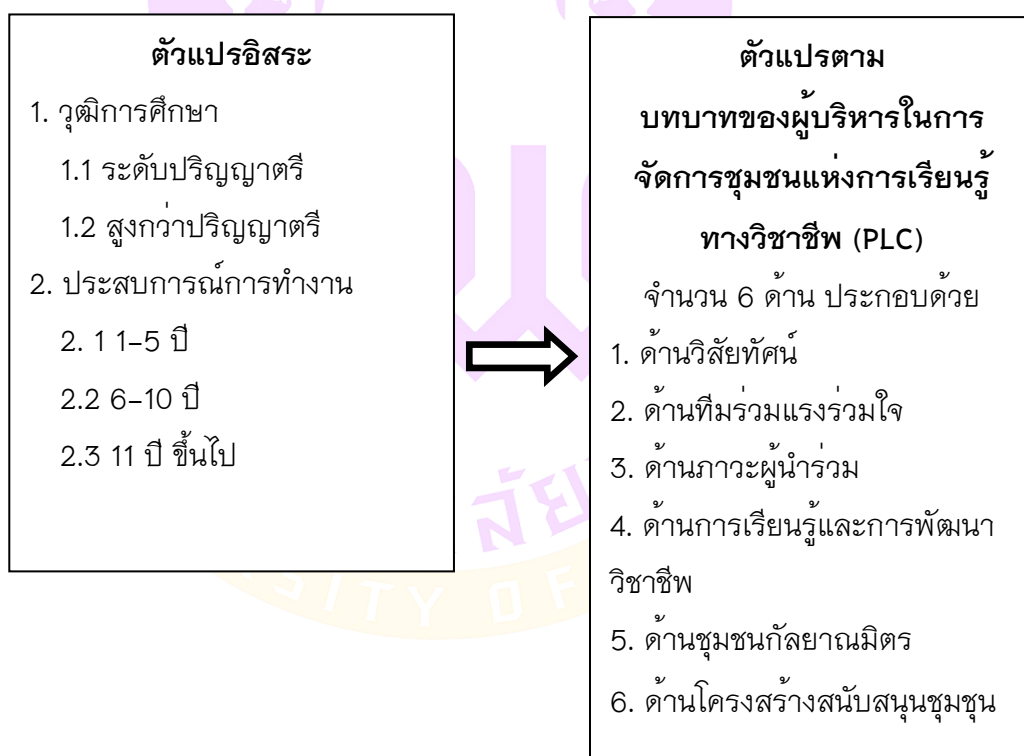 ตัวแปรอิสระ
1. วุฒิการศึกษา
1.1 ระดับปริญญาตรี
1.2 สูงกว่าปริญญาตรี
2. ประสบการณ์การทำงาน
2. 1 1–5 ปี
2.2 6–10 ปี
2.3 11 ปี ขึ้นไป
ตัวแปรตาม
บทบาทของผู้บริหารในการ
จัดการชุมชนแห่งการเรียนรู้
ทางวิชาชีพ (PLC)
จำนวน 6 ด้าน ประกอบด้วย
1. ด้านวิสัยทัศน์
2. ด้านทีมร่วมแรงร่วมใจ
3. ด้านภาวะผู้นำร่วม
4. ด้านการเรียนรู้และการพัฒนา
วิชาชีพ
5. ด้านชุมชนกัลยาณมิตร
6. ด้านโครงสร้างสนับสนุนชุมชุน